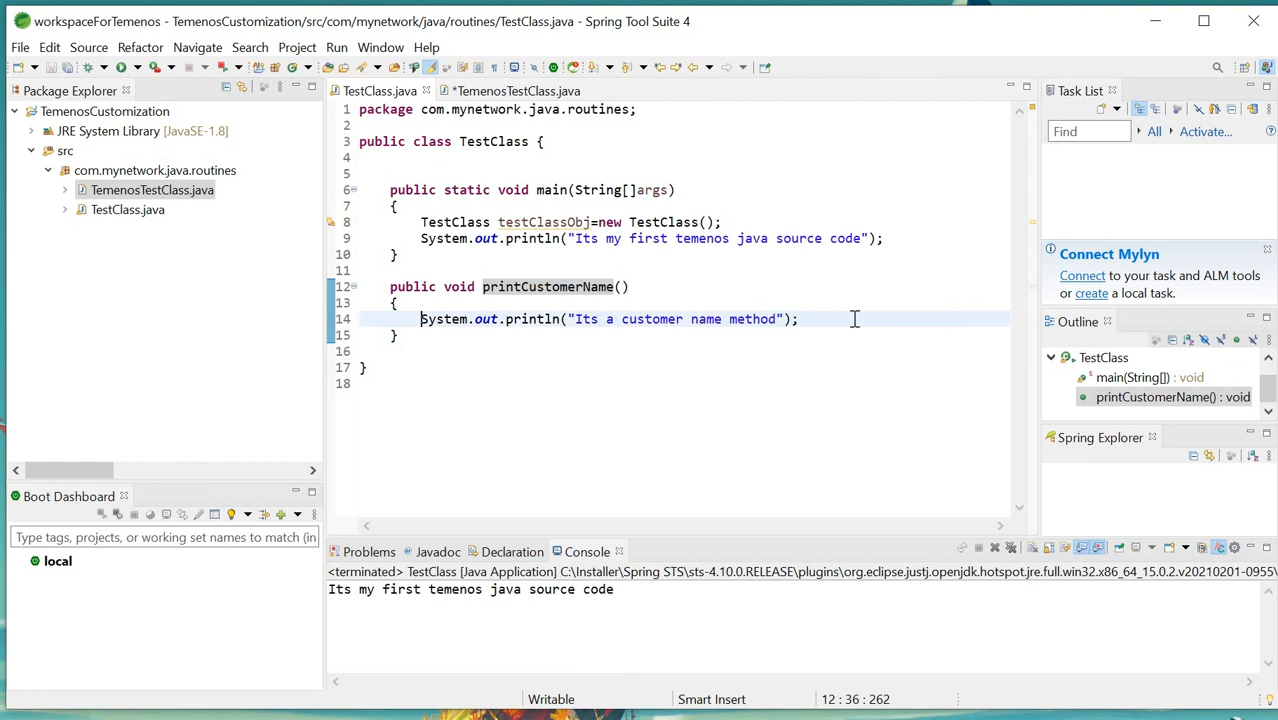 workspaceForTemenos - TemenosCustomization/src/com/mynetwork/java/routines/TestClass.java - Spring Tool Suite 4
File Edit Source Refactor Navigate Search Project Run Window Help
Package Explorer
TemenosCustomization
JRE System Library [JavaSE-1.8]
src
com.mynetwork.java.routines
TemenosTestClass.java
TestClass.java
TestClass.java *TemenosTestClass.java
1 package com.mynetwork.java.routines;
2
3 public class TestClass {
4
5
6 public static void main(String[]args)
7 {
8 TestClass testClassObj=new TestClass();
9 System.out.println("Its my first temenos java source code");
10 }
11
12 public void printCustomerName()
13 {
14 System.out.println("Its a customer name method");
15 }
16
17 }
18
Task List
Find All Activate...
Connect Mylyn
Connect to your task and ALM tools
or create a local task.
Outline
TestClass
main(String[]) : void
printCustomerName() : void
Spring Explorer
Boot Dashboard
Type tags, projects, or working set names to match (in
local
Problems Javadoc Declaration Console
<terminated> TestClass [Java Application] C:\Installer\Spring STS\sts-4.10.0.RELEASE\plugins\org.eclipse.justj.openjdk.hotspot.jre.full.win32.x86_64_15.0.2.v20210201-0955\
Its my first temenos java source code
Writable Smart Insert 12 : 36 : 262